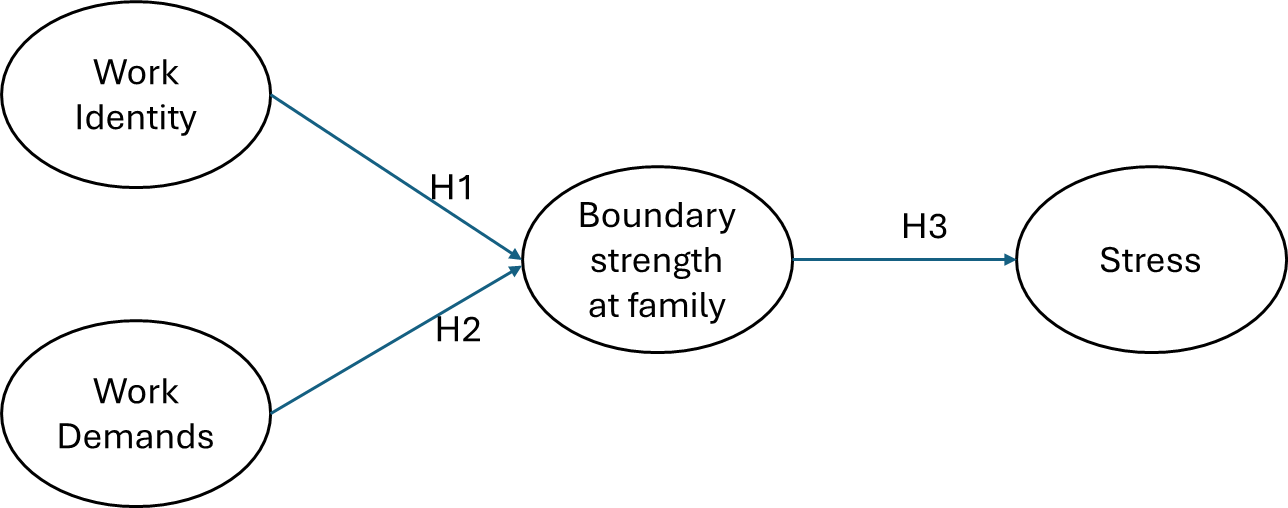 Work
Identity
H1
Boundary
strength
at family
H3
Stress
H2
Work
Demands